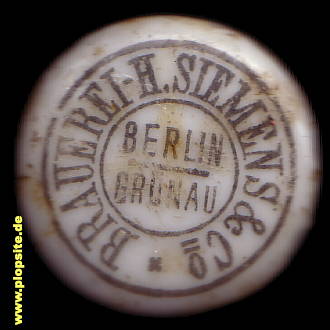 BRAUEREI-H. SIEMENS & Co *
BERLIN
GRÜNAU
www.plopsite.de